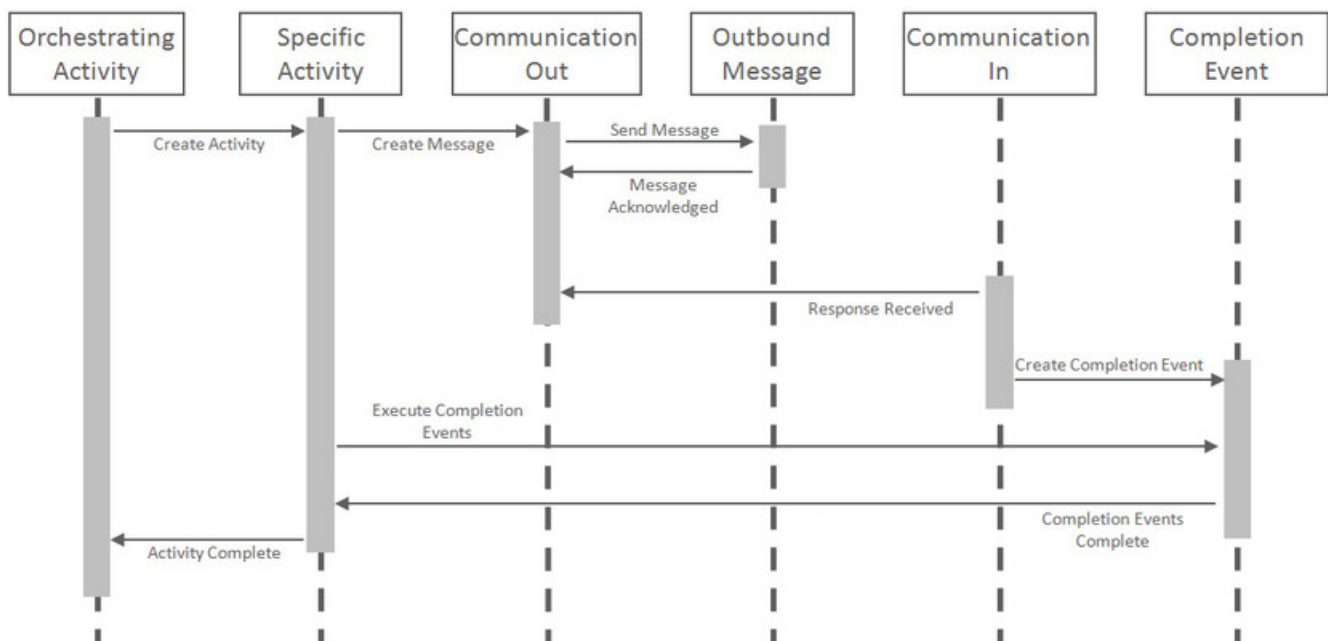 Orchestrating
Activity
Specific
Activity
Communication
Out
Outbound
Message
Communication
In
Completion
Event
Create Activity
Create Message
Send Message
Message
Acknowledged
Response Received
Create Completion Event
Execute Completion
Events
Completion Events
Complete
Activity Complete